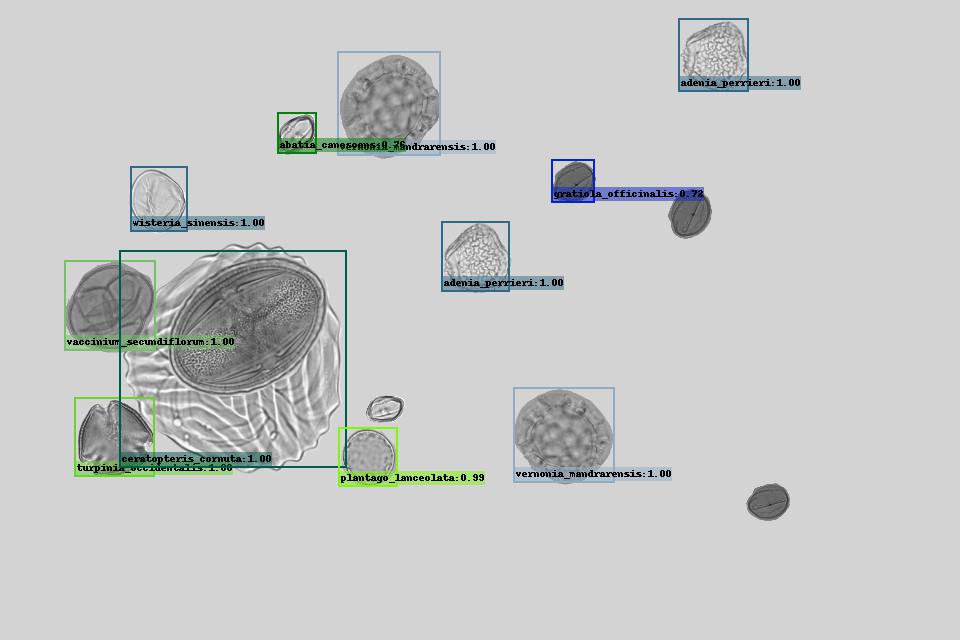 adenia_perrieri:1.00
abatia_canescens:0.76
vernonia_mandrarensis:1.00
gratiola_officinalis:0.72
wisteria_sinensis:1.00
adenia_perrieri:1.00
vaccinium_secundiflorum:1.00
ceratopteris_cornuta:1.00
turpinia_occidentalis:1.00
plantago_lanceolata:0.99
vernonia_mandrarensis:1.00